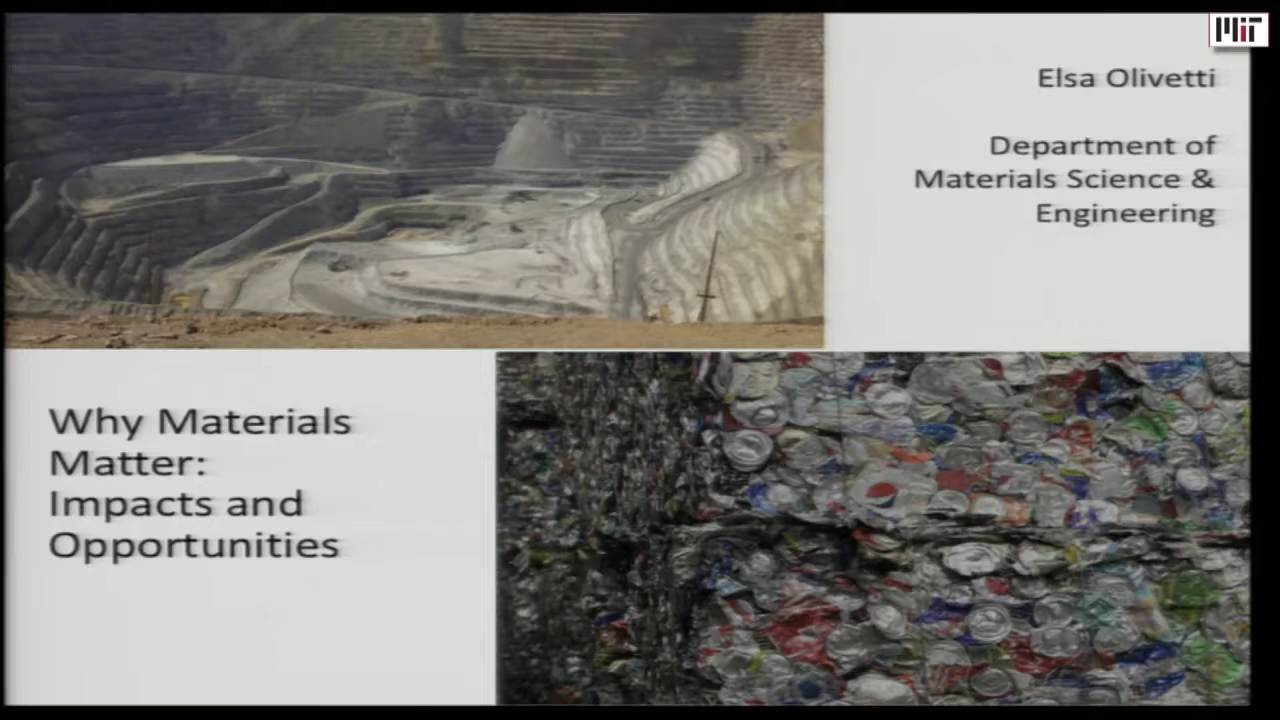 MIT
Elsa Olivetti
Department of
Materials Science &
Engineering
Why Materials
Matter:
Impacts and
Opportunities